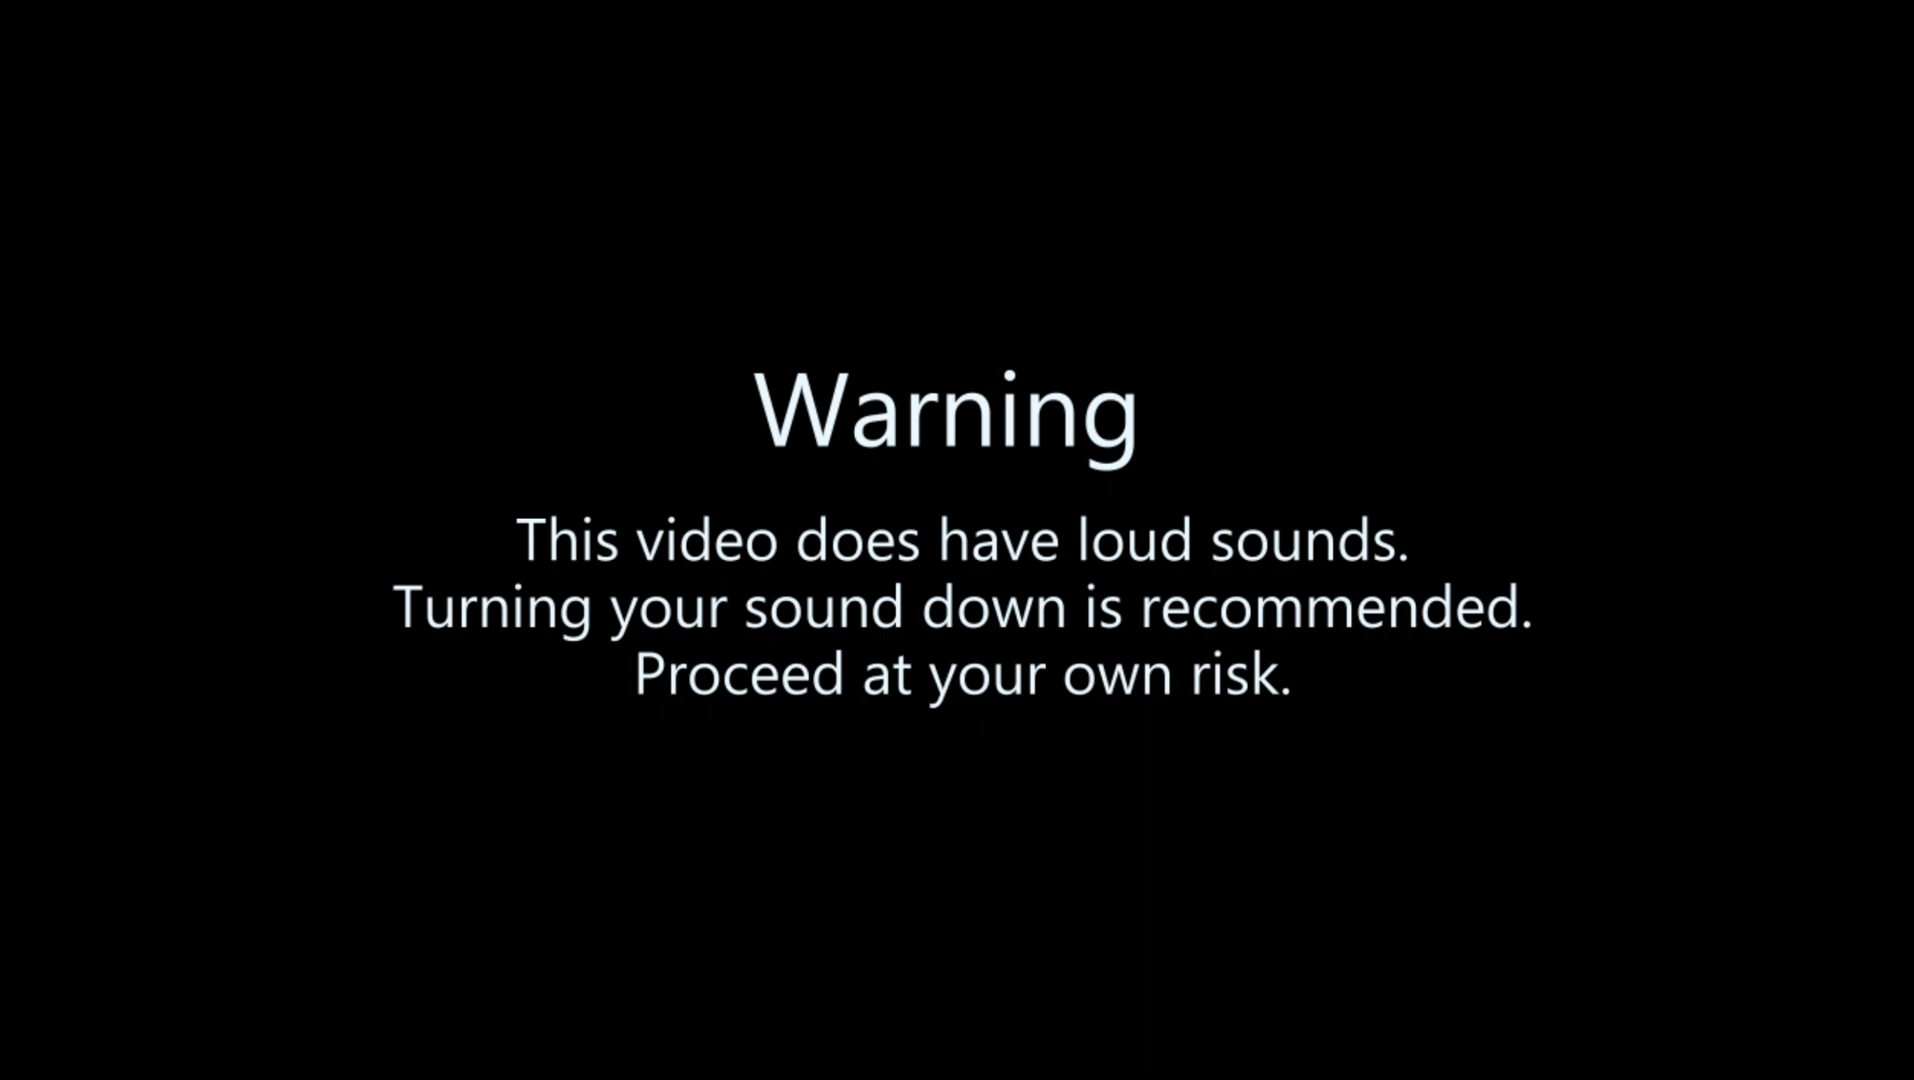 Warning
This video does have loud sounds.
Turning your sound down is recommended.
Proceed at your own risk.